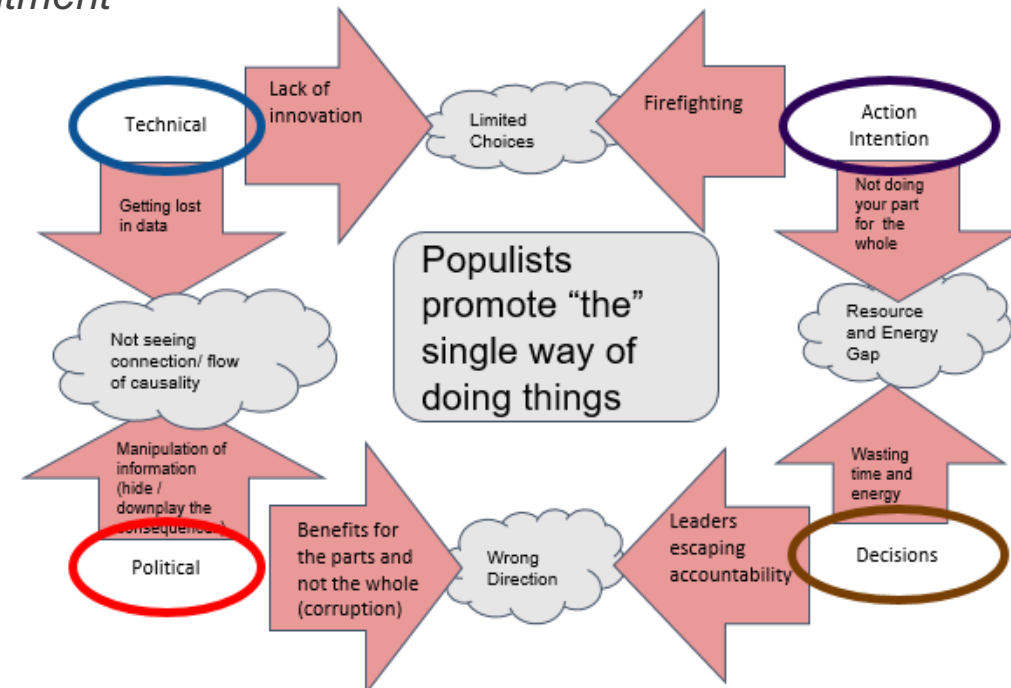 itment
Lack of
innovation
Technical
Limited
Choices
Firefighting
Action
Intention
Getting lost
in data
Not doing
your part
for the
whole
Populists
promote “the”
single way of
doing things
Not seeing
connection/ flow
of causality
Resource
and Energy
Gap
Manipulation of
information
(hide /
downplay the
Wasting
time and
energy
Political
Benefits for
the parts and
not the whole
(corruption)
Wrong
Direction
Leaders
escaping
accountability
Decisions